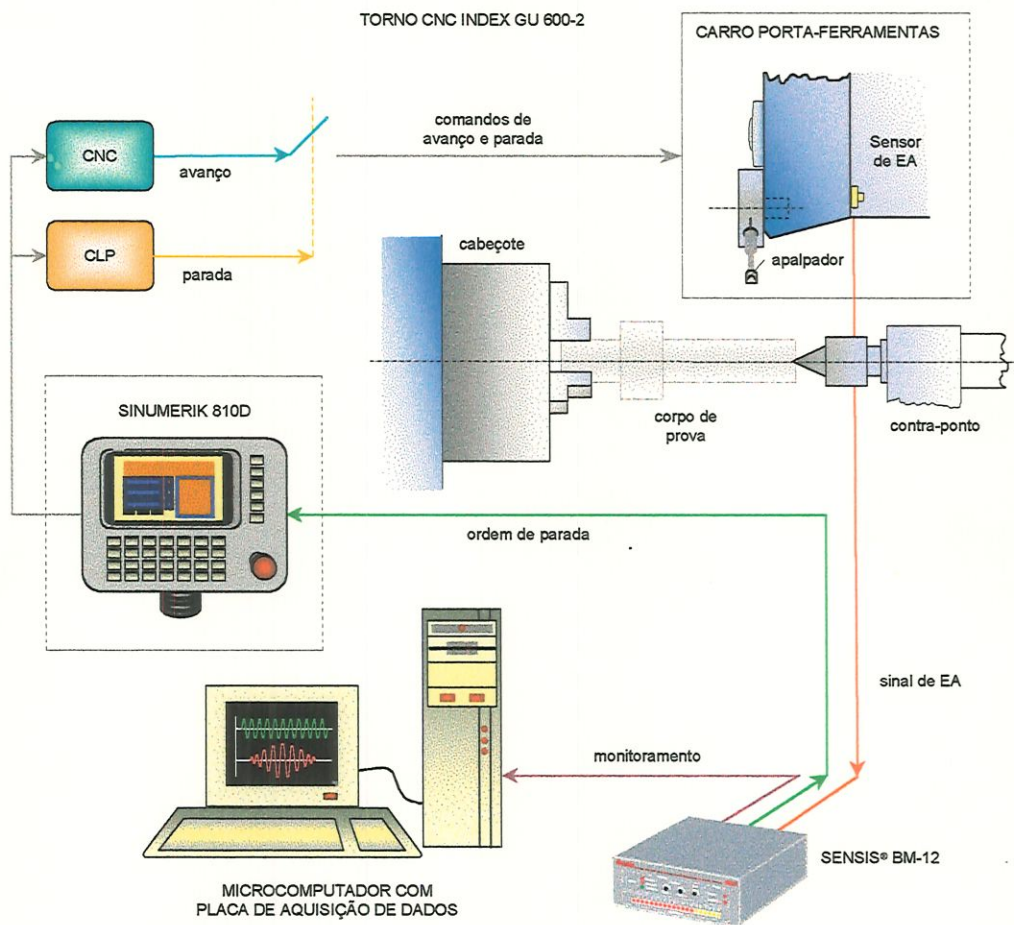 TORNO CNC INDEX GU 600-2
CARRO PORTA-FERRAMENTAS
comandos de
avanço e parada
Sensor
de EA
CNC
avanço
CLP
parada
cabeçote
apalpador
SINUMERIK 810D
corpo de
prova
contra-ponto
ordem de parada
sinal de EA
monitoramento
SENSIS® BM-12
MICROCOMPUTADOR COM
PLACA DE AQUISIÇÃO DE DADOS